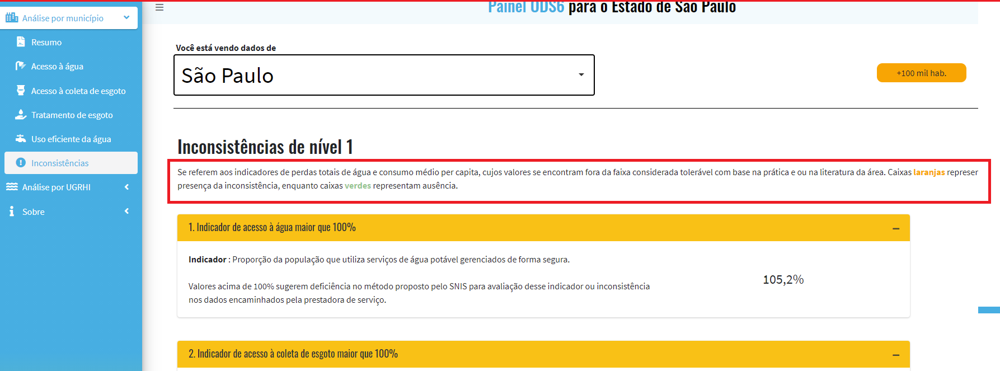 Análise por município
Resumo
Acesso à água
Acesso à coleta de esgoto
Tratamento de esgoto
Uso eficiente da água
Inconsistências
Análise por UGRHI
Sobre
Painel ODS6 para o Estado de São Paulo
Você está vendo dados de
São Paulo
+100 mil hab.
Inconsistências de nível 1
Se referem aos indicadores de perdas totais de água e consumo médio per capita, cujos valores se encontram fora da faixa considerada tolerável com base na prática e ou na literatura da área. Caixas laranjas represer
presença da inconsistência, enquanto caixas verdes representam ausência.
1. Indicador de acesso à água maior que 100%
Indicador : Proporção da população que utiliza serviços de água potável gerenciados de forma segura.
Valores acima de 100% sugerem deficiência no método proposto pelo SNIS para avaliação desse indicador ou inconsistência
nos dados encaminhados pela prestadora de serviço.
105,2%
2. Indicador de acesso à coleta de esgoto maior que 100%